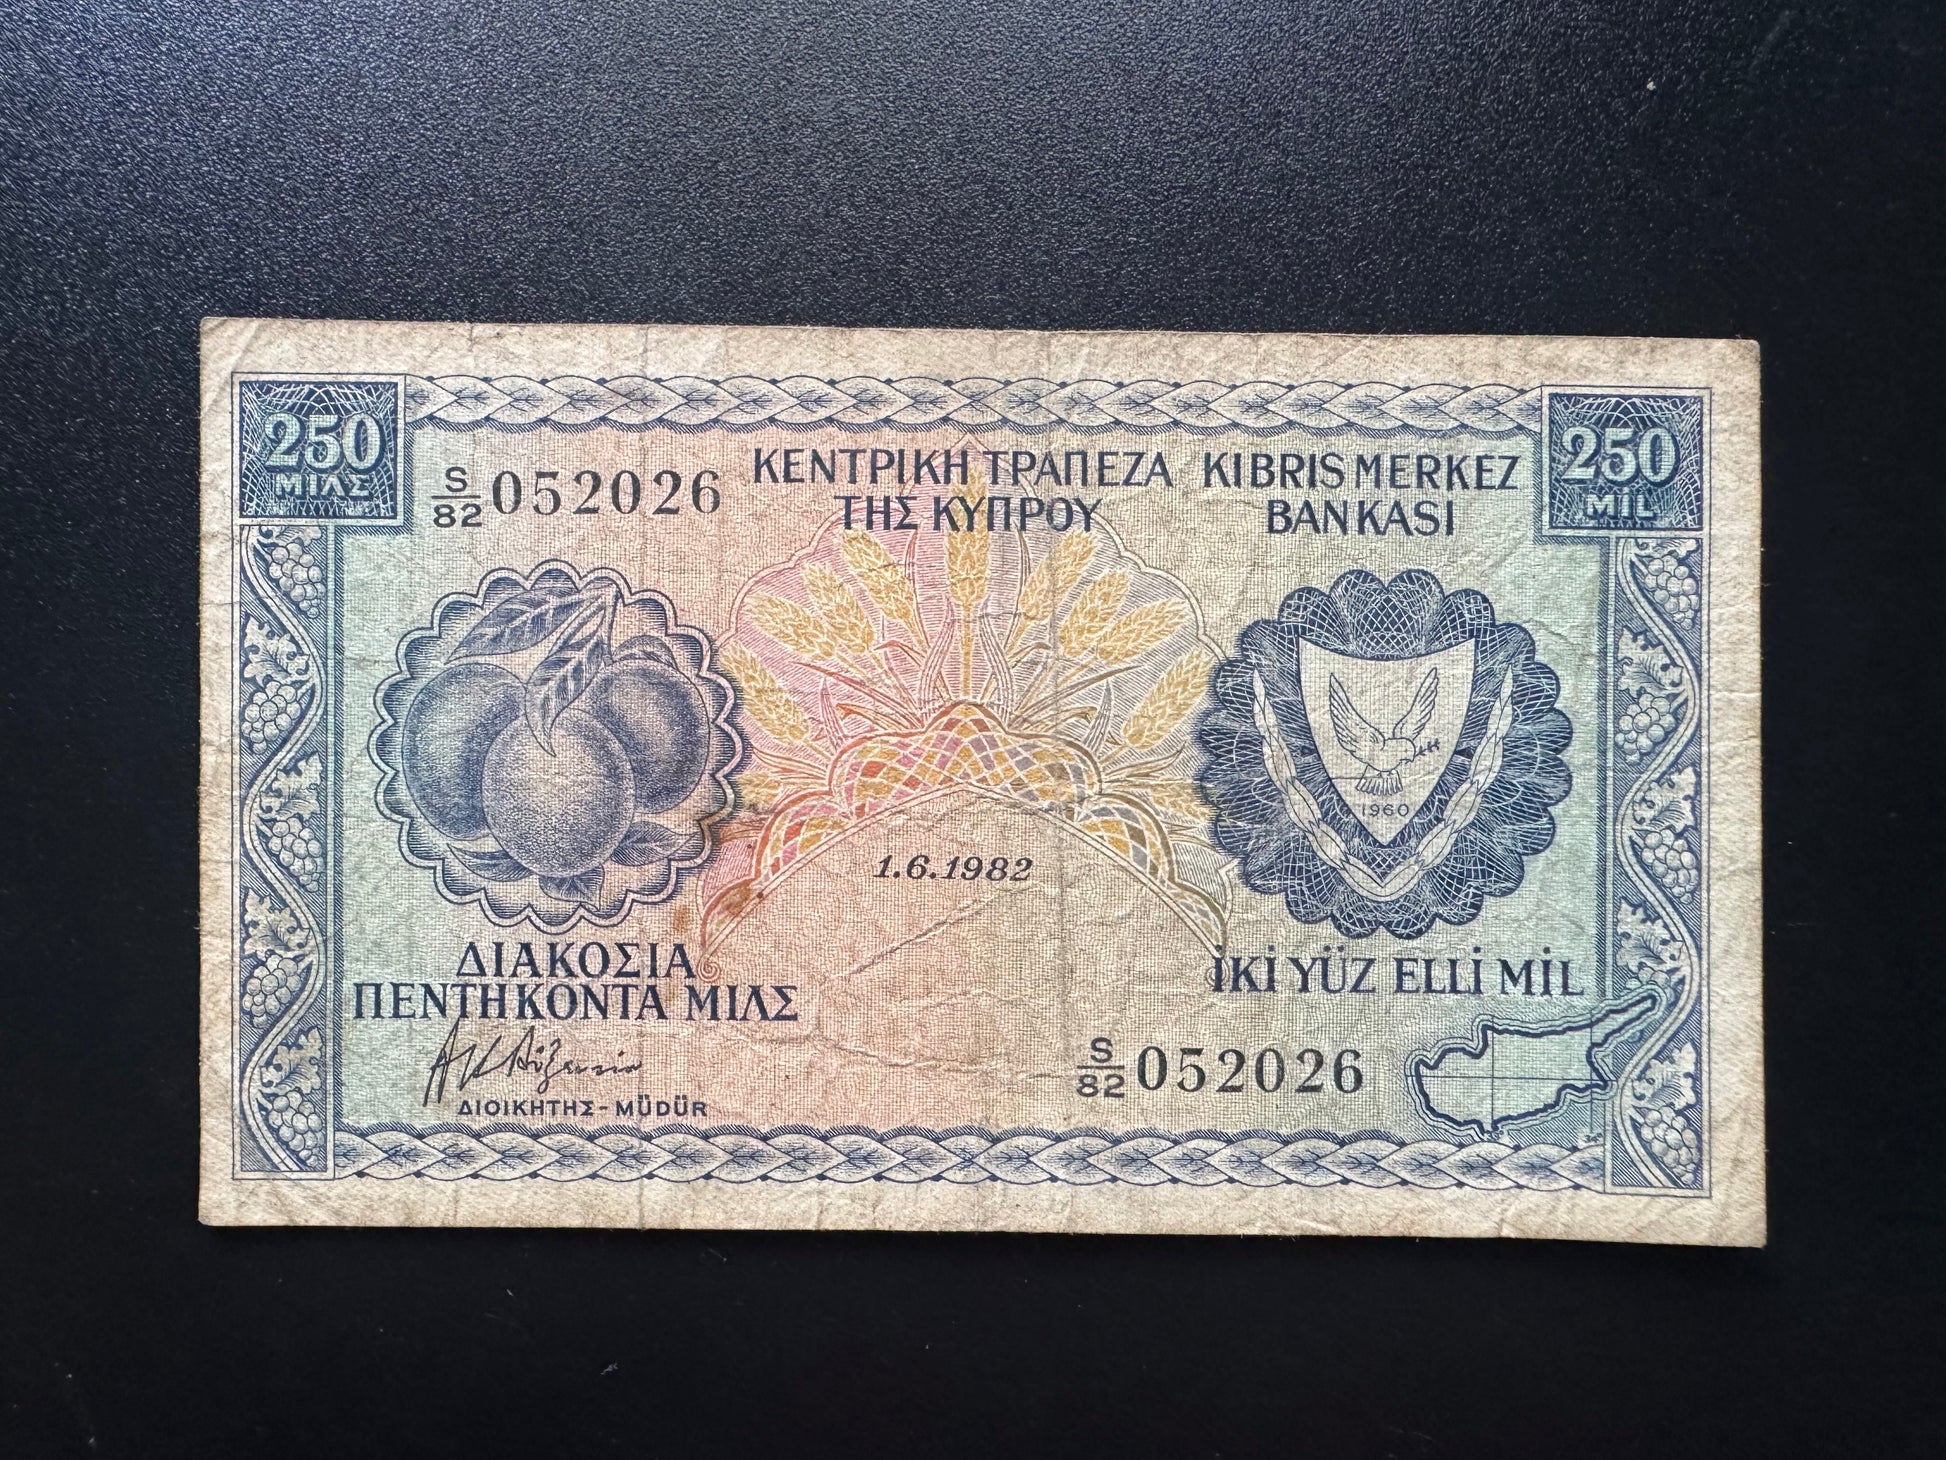 250
ΜΙΛΣ
S/82 052026
ΚΕΝΤΡΙΚΗ ΤΡΑΠΕΖΑ
ΤΗΣ ΚΥΠΡΟΥ
KIBRIS MERKEZ
BANKASI
250
MIL
1960
1.6.1982
ΔΙΑΚΟΣΙΑ
ΠΕΝΤΗΚΟΝΤΑ ΜΙΛΣ
İKİ YÜZ ELLİ MİL
ΔΙΟΙΚΗΤΗΣ - MÜDÜR
S/82 052026